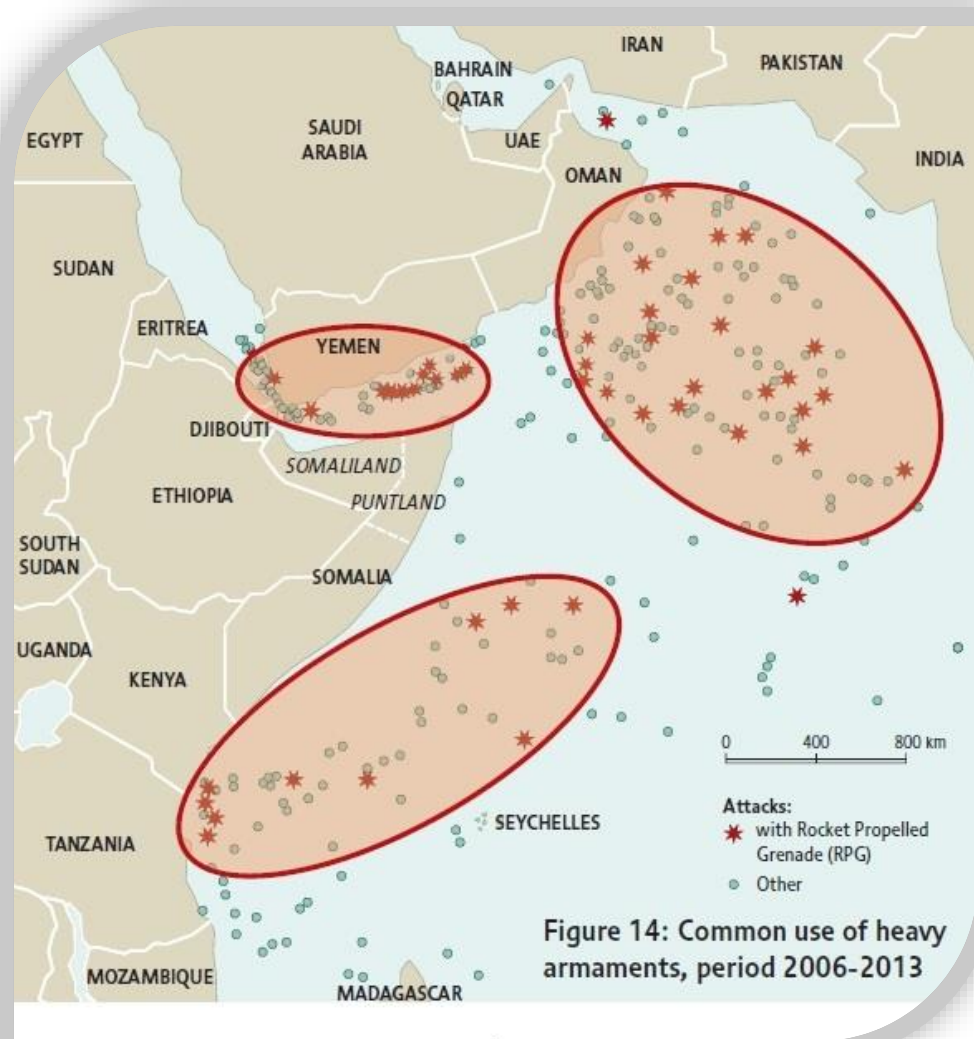 IRAN
PAKISTAN
BAHRAIN
QATAR
EGYPT
SAUDI
ARABIA
UAE
INDIA
OMAN
SUDAN
ERITREA
YEMEN
DJIBOUTI
SOMALILAND
ETHIOPIA
PUNTLAND
SOUTH
SUDAN
SOMALIA
UGANDA
KENYA
0 400 800 km
Attacks:
with Rocket Propelled
Grenade (RPG)
Other
SEYCHELLES
TANZANIA
Figure 14: Common use of heavy
armaments, period 2006-2013
MOZAMBIQUE
MADAGASCAR